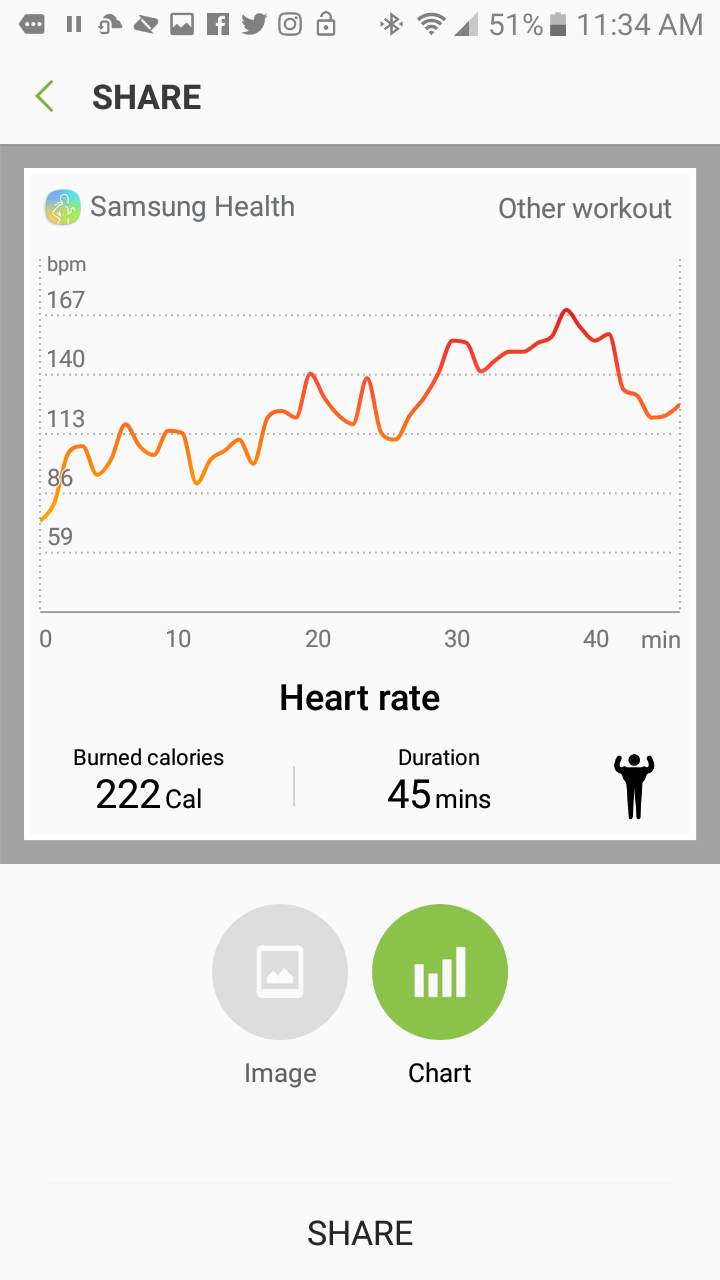 51% 11:34 AM
SHARE
Samsung Health
Other workout
bpm
167
140
113
86
59
0 10 20 30 40 min
Heart rate
Burned calories
222 Cal
Duration
45 mins
Image
Chart
SHARE